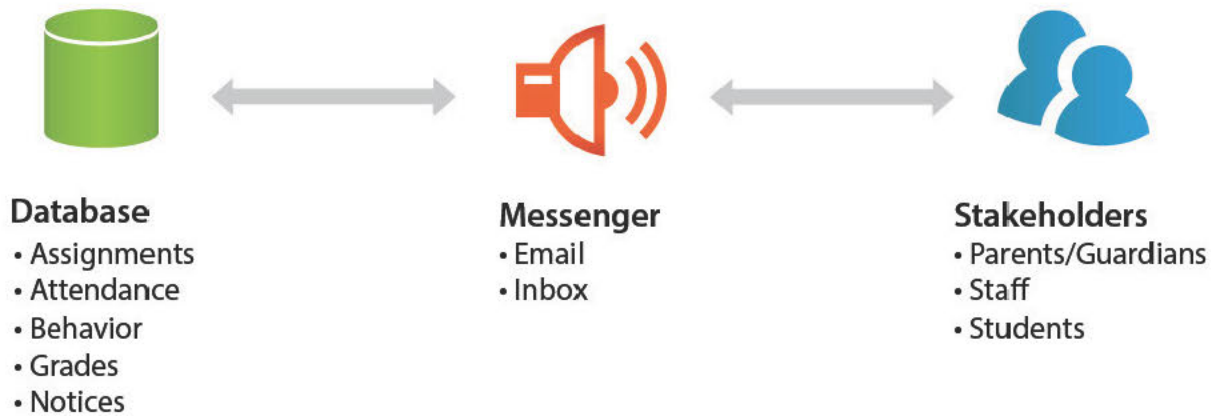 Database
• Assignments
• Attendance
• Behavior
• Grades
• Notices
Messenger
• Email
• Inbox
Stakeholders
• Parents/Guardians
• Staff
• Students